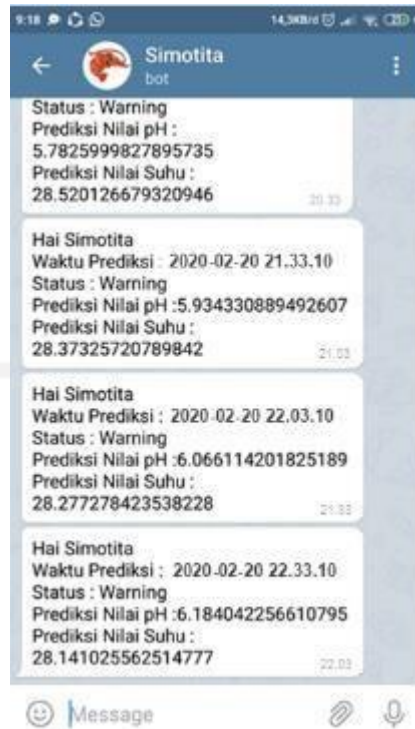 9:18 14,3KB/d
Simotita
bot
Status : Warning
Prediksi Nilai pH :
5.7825999827895735
Prediksi Nilai Suhu :
28.520126679320946 20.33
Hai Simotita
Waktu Prediksi : 2020-02-20 21.33.10
Status : Warning
Prediksi Nilai pH :5.934330889492607
Prediksi Nilai Suhu :
28.37325720789842 21.03
Hai Simotita
Waktu Prediksi : 2020-02-20 22.03.10
Status : Warning
Prediksi Nilai pH :6.066114201825189
Prediksi Nilai Suhu :
28.277278423538228 21.33
Hai Simotita
Waktu Prediksi : 2020-02-20 22.33.10
Status : Warning
Prediksi Nilai pH :6.184042256610795
Prediksi Nilai Suhu :
28.141025562514777 22.03
Message